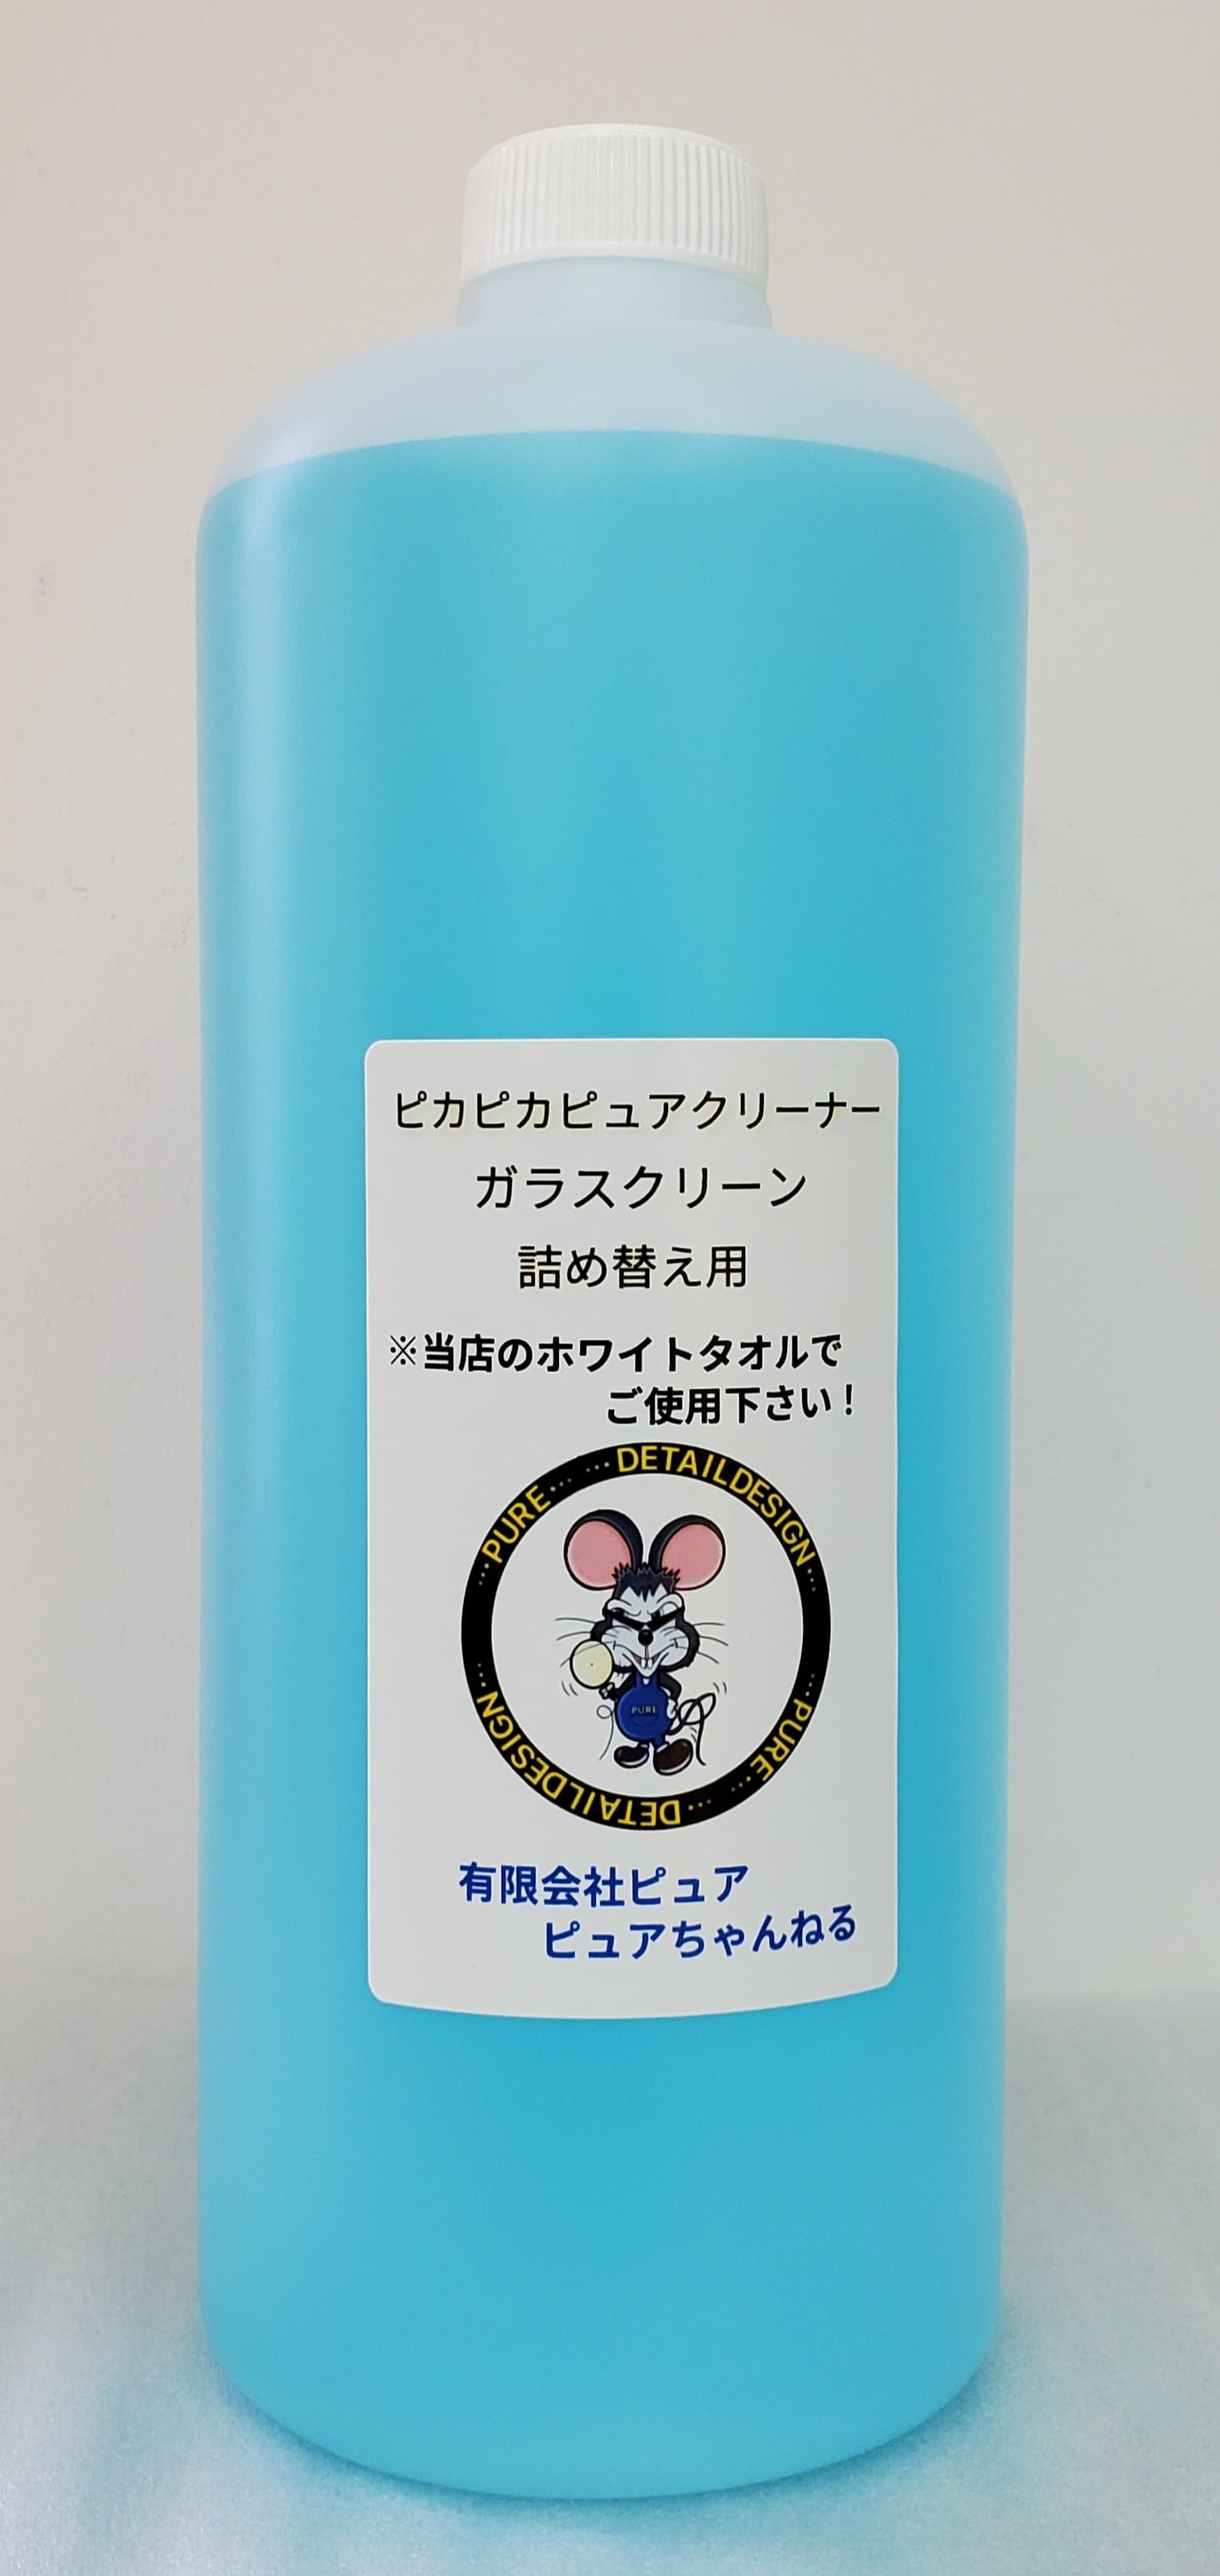 ピカピカピュアクリーナー
ガラスクリーン
詰め替え用
※当店のホワイトタオルで
ご使用下さい！
…PURE… …DETAILDESIGN…
…PURE… …DETAILDESIGN…
PURE
有限会社ピュア
ピュアちゃんねる